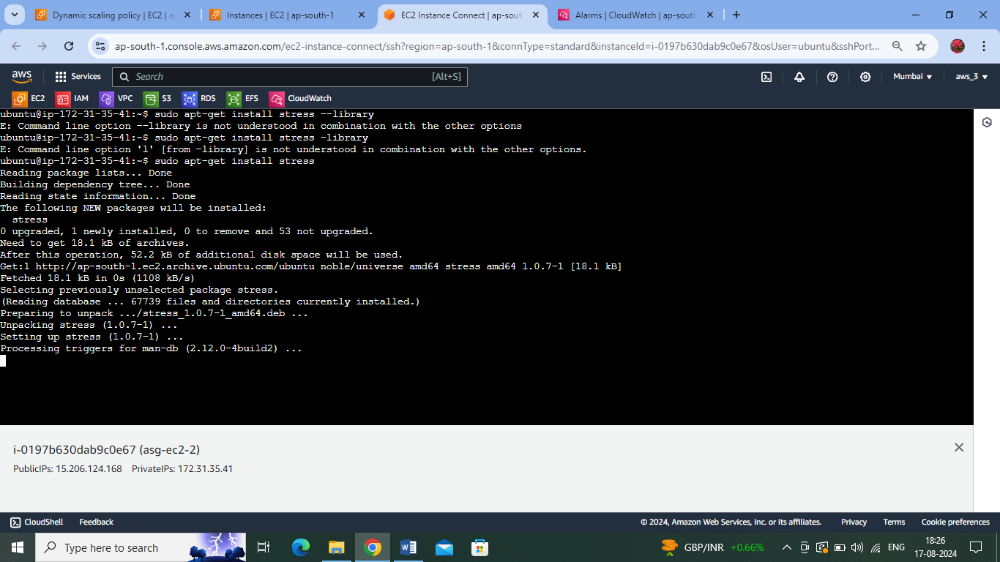 Dynamic scaling policy | EC2 | a
Instances | EC2 | ap-south-1
EC2 Instance Connect | ap-sout
Alarms | CloudWatch | ap-south
ap-south-1.console.aws.amazon.com/ec2-instance-connect/ssh?region=ap-south-1&connType=standard&instanceId=i-0197b630dab9c0e67&osUser=ubuntu&sshPort...
aws
Services
Search
[Alt+S]
Mumbai
aws_3
EC2
IAM
VPC
S3
RDS
EFS
CloudWatch
ubuntu@ip-172-31-35-41:~$ sudo apt-get install stress --library
E: Command line option --library is not understood in combination with the other options
ubuntu@ip-172-31-35-41:~$ sudo apt-get install stress -library
E: Command line option 'l' [from -library] is not understood in combination with the other options.
ubuntu@ip-172-31-35-41:~$ sudo apt-get install stress
Reading package lists... Done
Building dependency tree... Done
Reading state information... Done
The following NEW packages will be installed:
stress
0 upgraded, 1 newly installed, 0 to remove and 53 not upgraded.
Need to get 18.1 kB of archives.
After this operation, 52.2 kB of additional disk space will be used.
Get:1 http://ap-south-1.ec2.archive.ubuntu.com/ubuntu noble/universe amd64 stress amd64 1.0.7-1 [18.1 kB]
Fetched 18.1 kB in 0s (1108 kB/s)
Selecting previously unselected package stress.
(Reading database ... 67739 files and directories currently installed.)
Preparing to unpack .../stress_1.0.7-1_amd64.deb ...
Unpacking stress (1.0.7-1) ...
Setting up stress (1.0.7-1) ...
Processing triggers for man-db (2.12.0-4build2) ...
i-0197b630dab9c0e67 (asg-ec2-2)
PublicIPs: 15.206.124.168 PrivateIPs: 172.31.35.41
CloudShell
Feedback
© 2024, Amazon Web Services, Inc. or its affiliates.
Privacy
Terms
Cookie preferences
Type here to search
GBP/INR +0.66%
ENG
18:26
17-08-2024